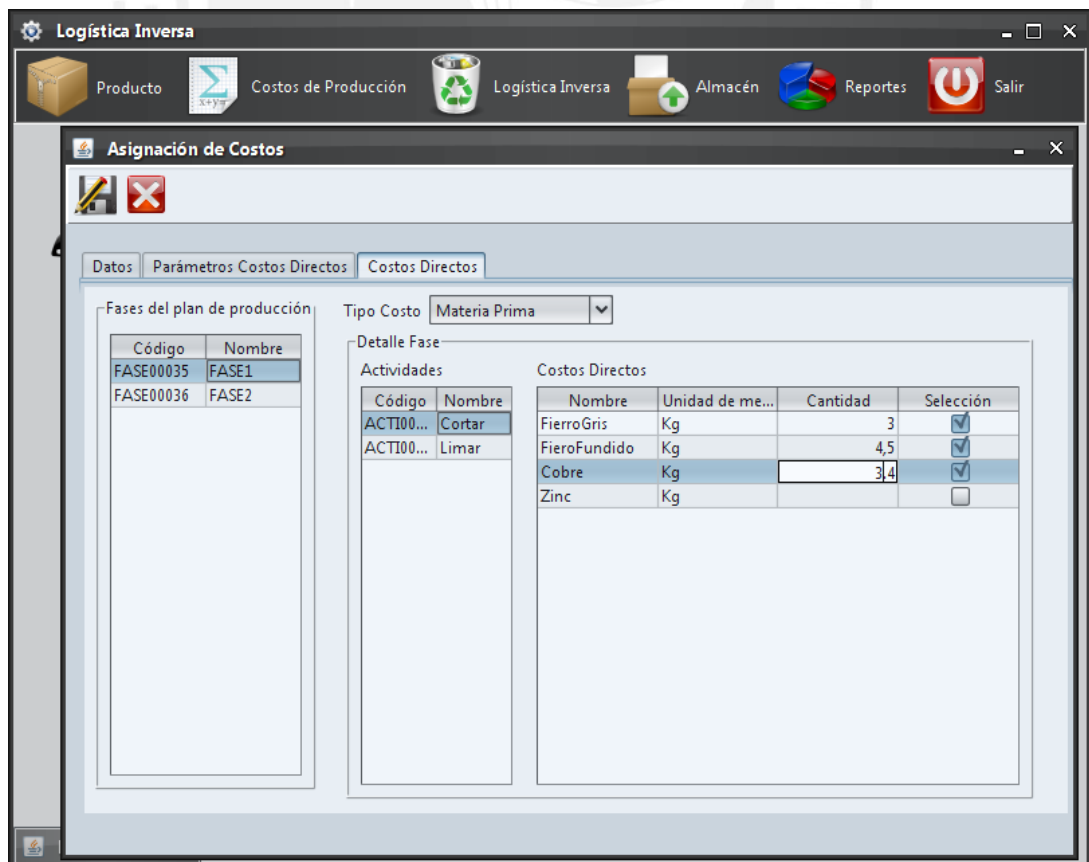 Logística Inversa
Producto Costos de Producción Logística Inversa Almacén Reportes Salir
x+y=
Asignación de Costos
Datos Parámetros Costos Directos Costos Directos
Fases del plan de producción
Código Nombre
FASE00035 FASE1
FASE00036 FASE2
Tipo Costo Materia Prima
Detalle Fase
Actividades
Código Nombre
ACTI00... Cortar
ACTI00... Limar
Costos Directos
Nombre Unidad de me... Cantidad Selección
FierroGris Kg 3
FieroFundido Kg 4,5
Cobre Kg 3,4
Zinc Kg